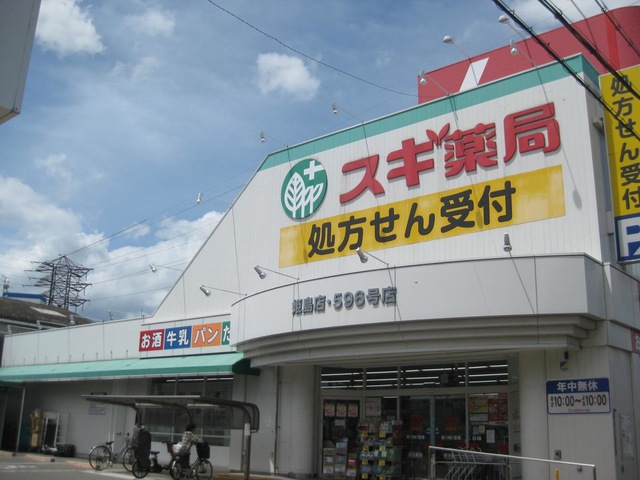 スギ薬局
処方せん受付
姫島店・596号店
お酒 牛乳 パン た
年中無休
10:00～10:00
処方せん受付
P